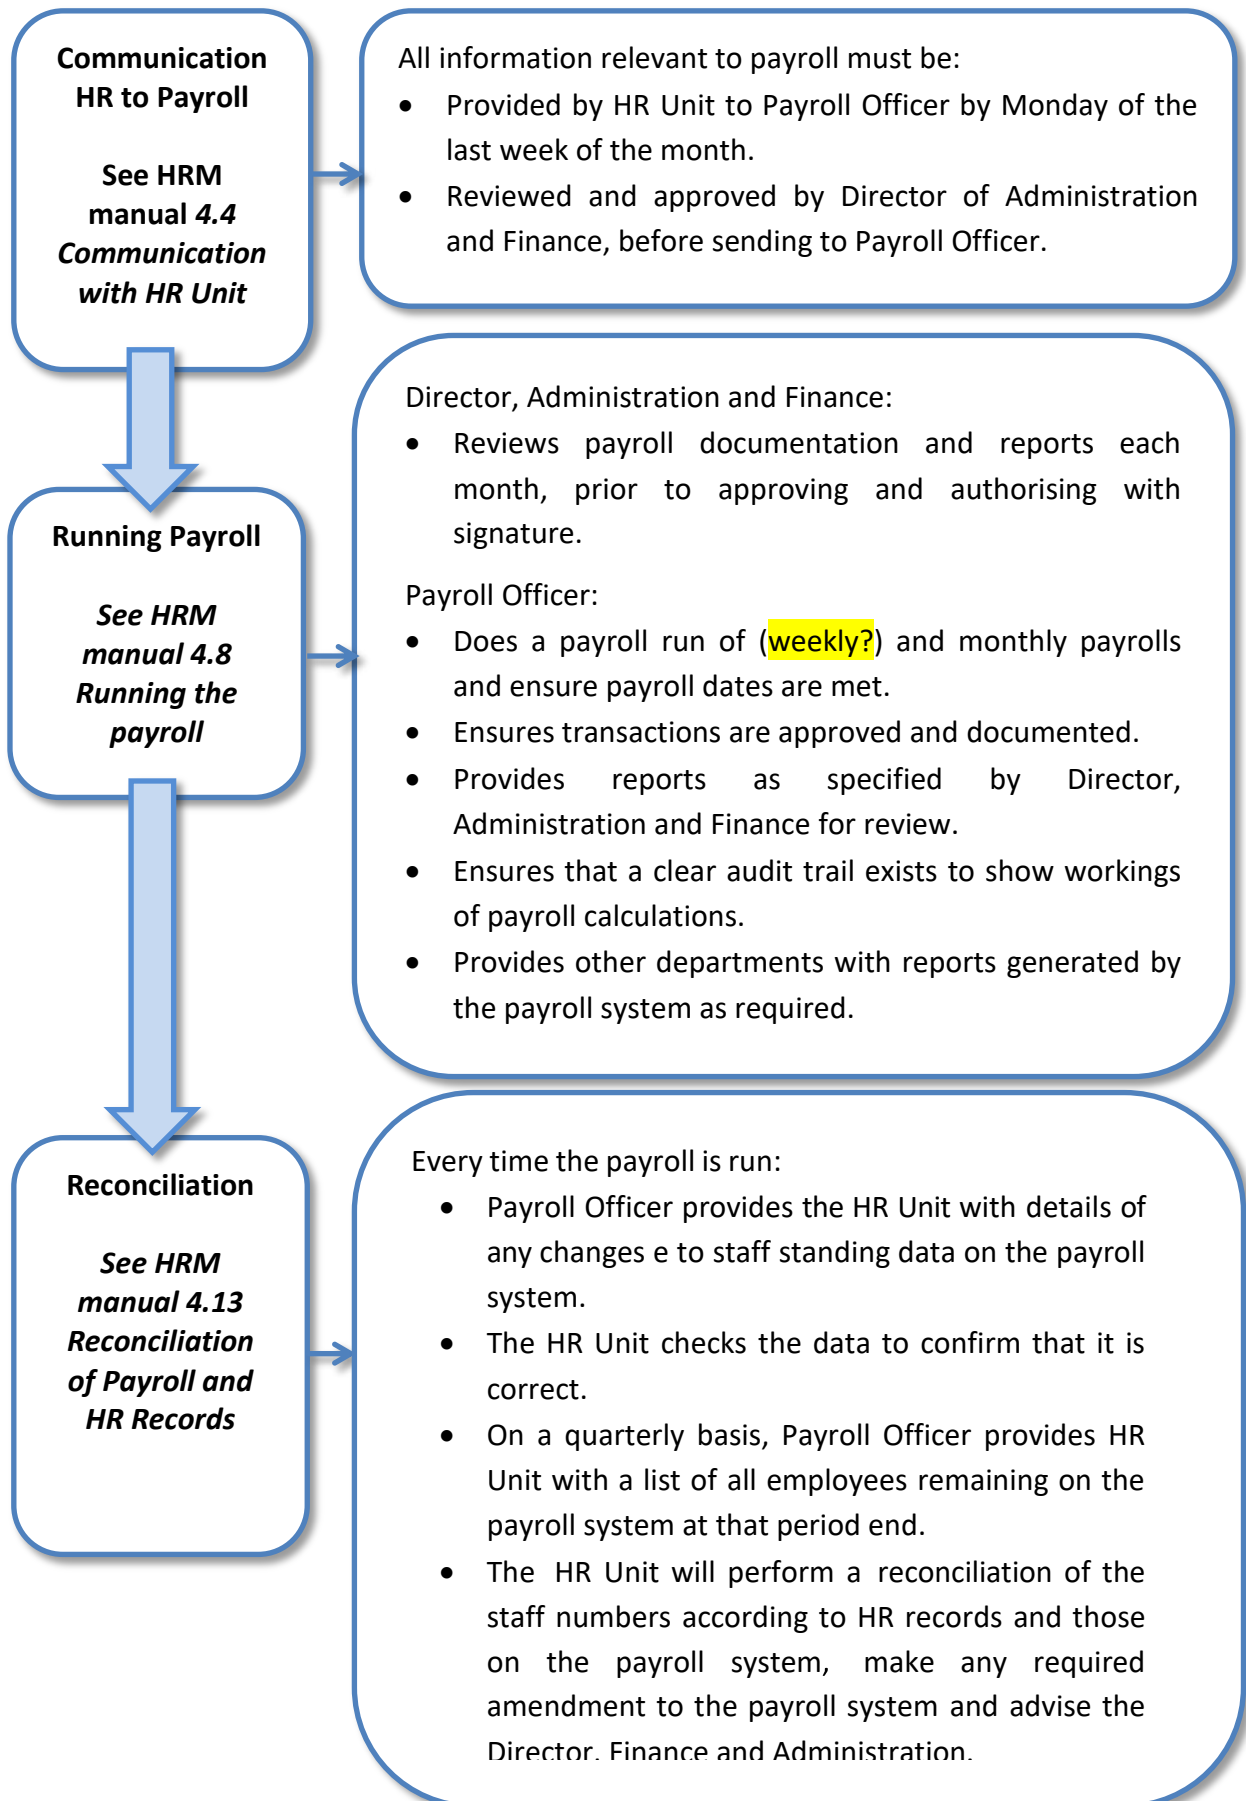 Communication
HR to Payroll
See HRM
manual 4.4
Communication
with HR Unit
All information relevant to payroll must be:
• Provided by HR Unit to Payroll Officer by Monday of the
last week of the month.
• Reviewed and approved by Director of Administration
and Finance, before sending to Payroll Officer.
Running Payroll
See HRM
manual 4.8
Running the
payroll
Director, Administration and Finance:
• Reviews payroll documentation and reports each
month, prior to approving and authorising with
signature.
Payroll Officer:
• Does a payroll run of (weekly?) and monthly payrolls
and ensure payroll dates are met.
• Ensures transactions are approved and documented.
• Provides reports as specified by Director,
Administration and Finance for review.
• Ensures that a clear audit trail exists to show workings
of payroll calculations.
• Provides other departments with reports generated by
the payroll system as required.
Reconciliation
See HRM
manual 4.13
Reconciliation
of Payroll and
HR Records
Every time the payroll is run:
• Payroll Officer provides the HR Unit with details of
any changes e to staff standing data on the payroll
system.
• The HR Unit checks the data to confirm that it is
correct.
• On a quarterly basis, Payroll Officer provides HR
Unit with a list of all employees remaining on the
payroll system at that period end.
• The HR Unit will perform a reconciliation of the
staff numbers according to HR records and those
on the payroll system, make any required
amendment to the payroll system and advise the
Director, Finance and Administration.